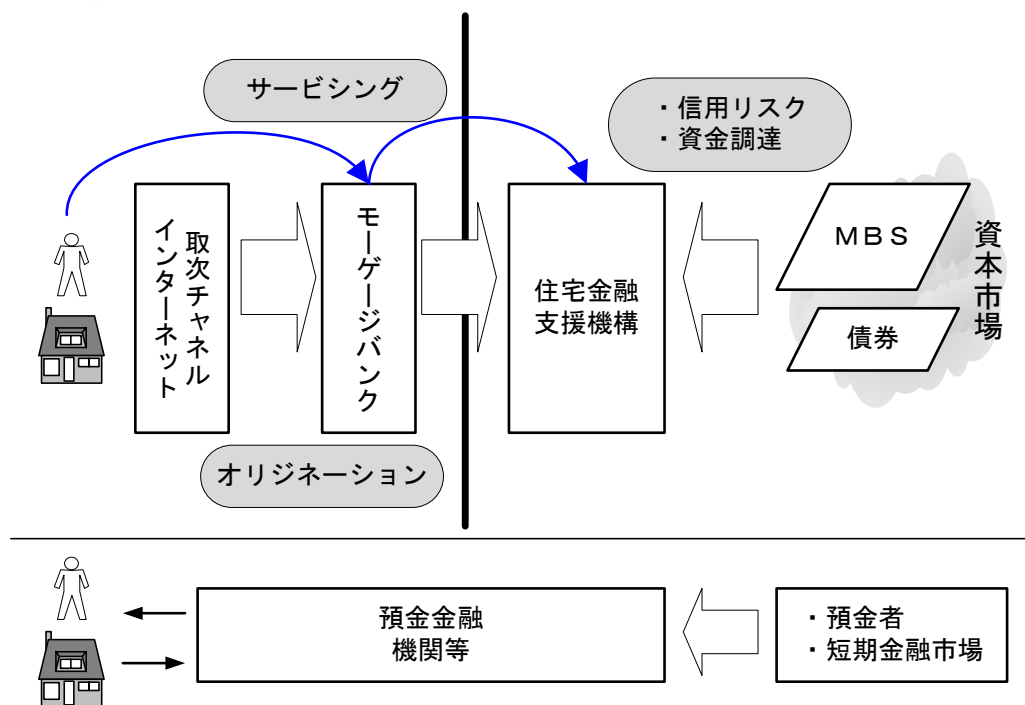 サービシング
・信用リスク
・資金調達
取次チャネル
インターネット
モーゲージバンク
住宅金融
支援機構
ＭＢＳ
債券
資本市場
オリジネーション
預金金融
機関等
・預金者
・短期金融市場